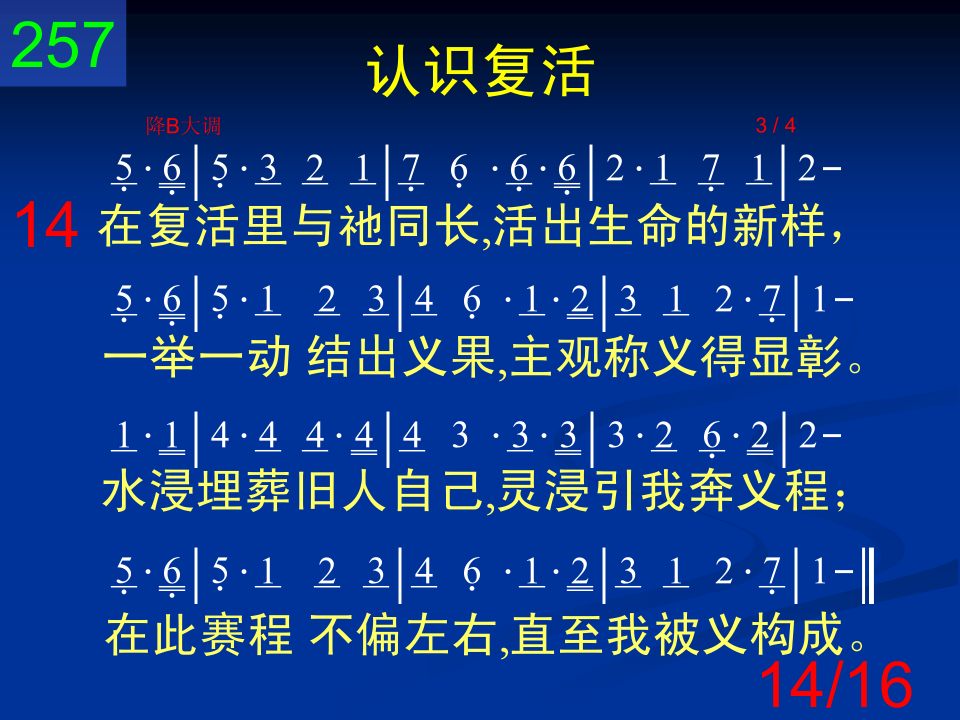 257
认识复活
降B大调 3 / 4
5 · 6 | 5 · 3 2 1 | 7 6 · 6 · 6 | 2 · 1 7 1 | 2 -
14 在复活里与祂同长,活出生命的新样,
5 · 6 | 5 · 1 2 3 | 4 6 · 1 · 2 | 3 1 2 · 7 | 1 -
一举一动 结出义果,主观称义得显彰。
1 · 1 | 4 · 4 4 · 4 | 4 3 · 3 · 3 | 3 · 2 6 · 2 | 2 -
水浸埋葬旧人自己,灵浸引我奔义程;
5 · 6 | 5 · 1 2 3 | 4 6 · 1 · 2 | 3 1 2 · 7 | 1 - ‖
在此赛程 不偏左右,直至我被义构成。
14/16